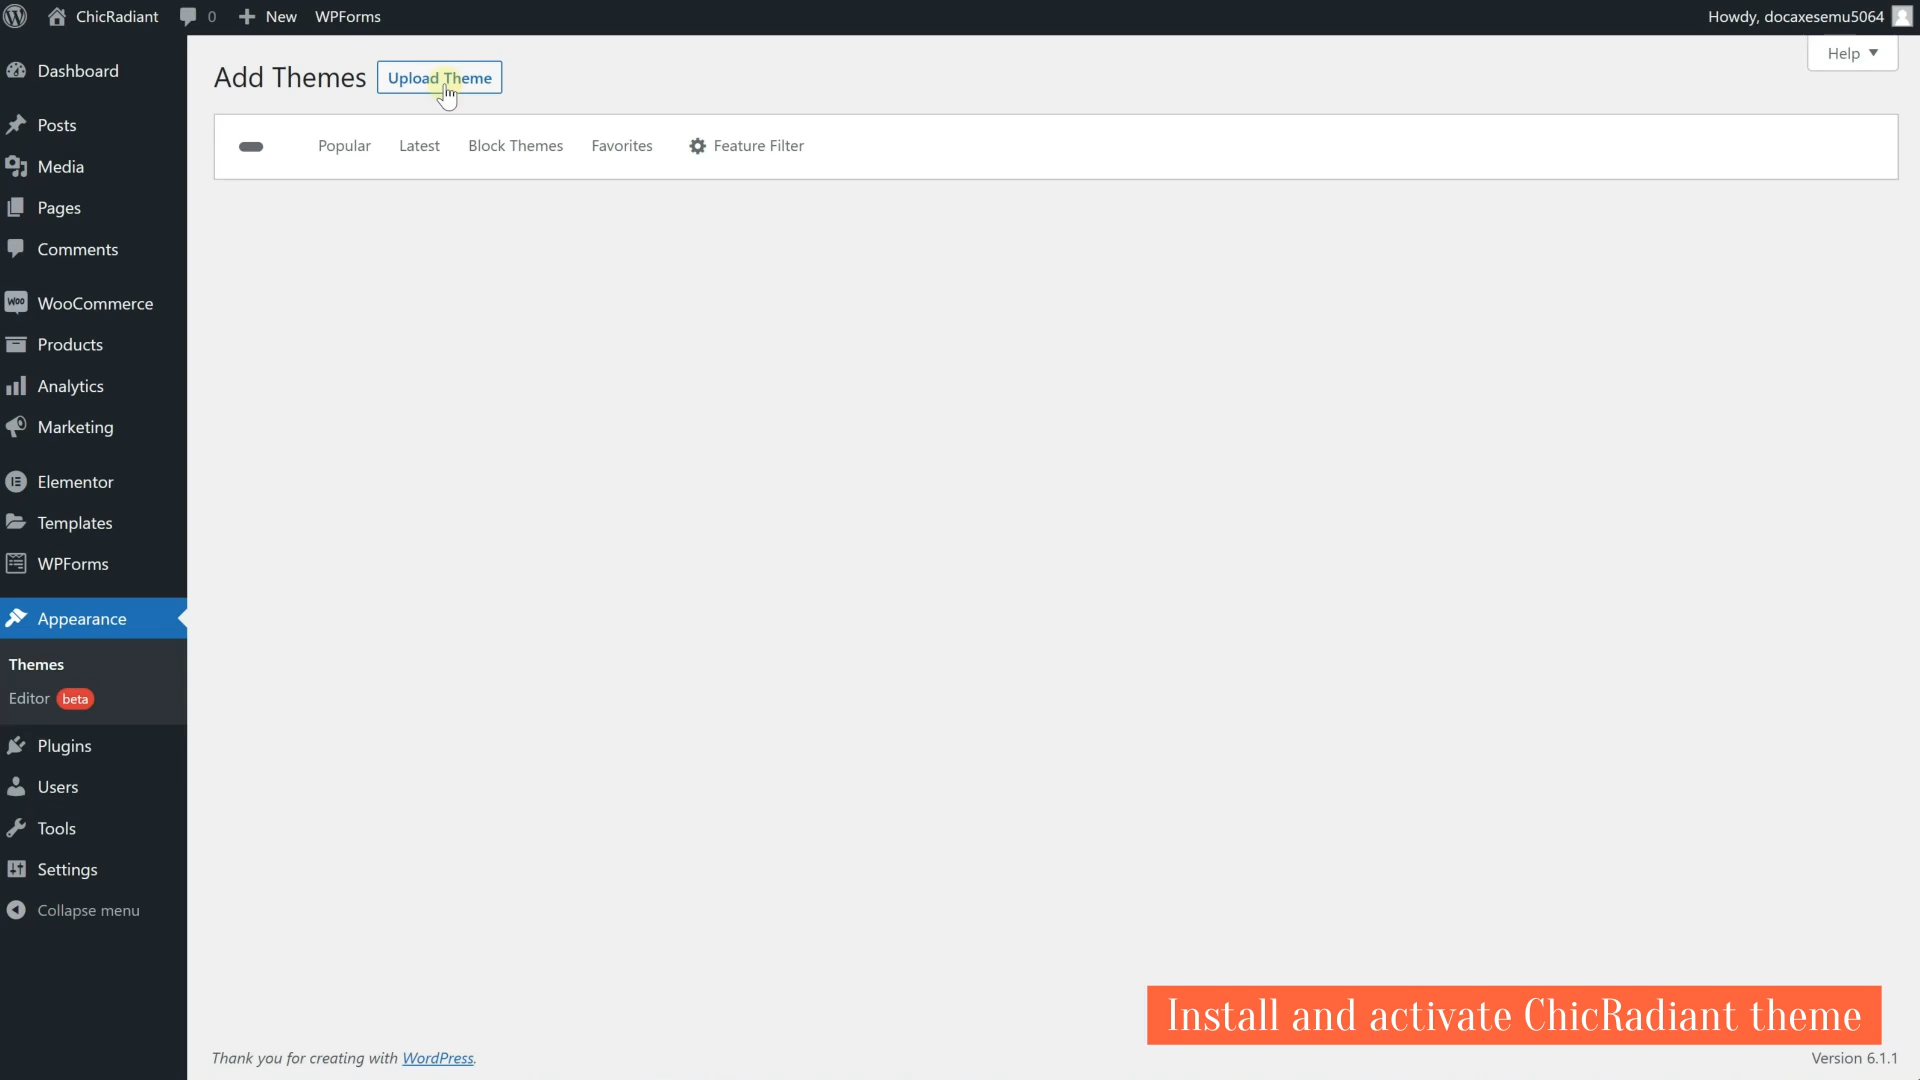 ChicRadiant 0 New WPForms Howdy, docaxesemu5064
Help
Add Themes Upload Theme
Popular Latest Block Themes Favorites Feature Filter
Dashboard
Posts
Media
Pages
Comments
Woo WooCommerce
Products
Analytics
Marketing
Elementor
Templates
WPForms
Appearance
Themes
Editor beta
Plugins
Users
Tools
Settings
Collapse menu
Install and activate ChicRadiant theme
Thank you for creating with WordPress.
Version 6.1.1